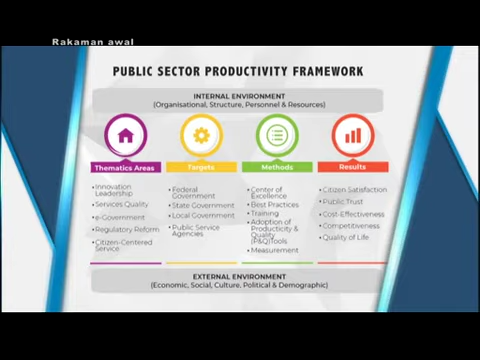 Rakaman awal
PUBLIC SECTOR PRODUCTIVITY FRAMEWORK
INTERNAL ENVIRONMENT
(Organisational, Structure, Personnel & Resources)
Thematics Areas
Targets
Methods
Results
• Innovation
Leadership
• Services Quality
• e-Government
• Regulatory Reform
• Citizen-Centered
Service
• Federal
Government
• State Government
• Local Government
• Public Service
Agencies
• Center of
Excellence
• Best Practices
• Training
• Adoption of
Productivity &
Quality
(P&Q)Tools
• Measurement
• Citizen Satisfaction
• Public Trust
• Cost-Effectiveness
• Competitiveness
• Quality of Life
EXTERNAL ENVIRONMENT
(Economic, Social, Culture, Political & Demographic)